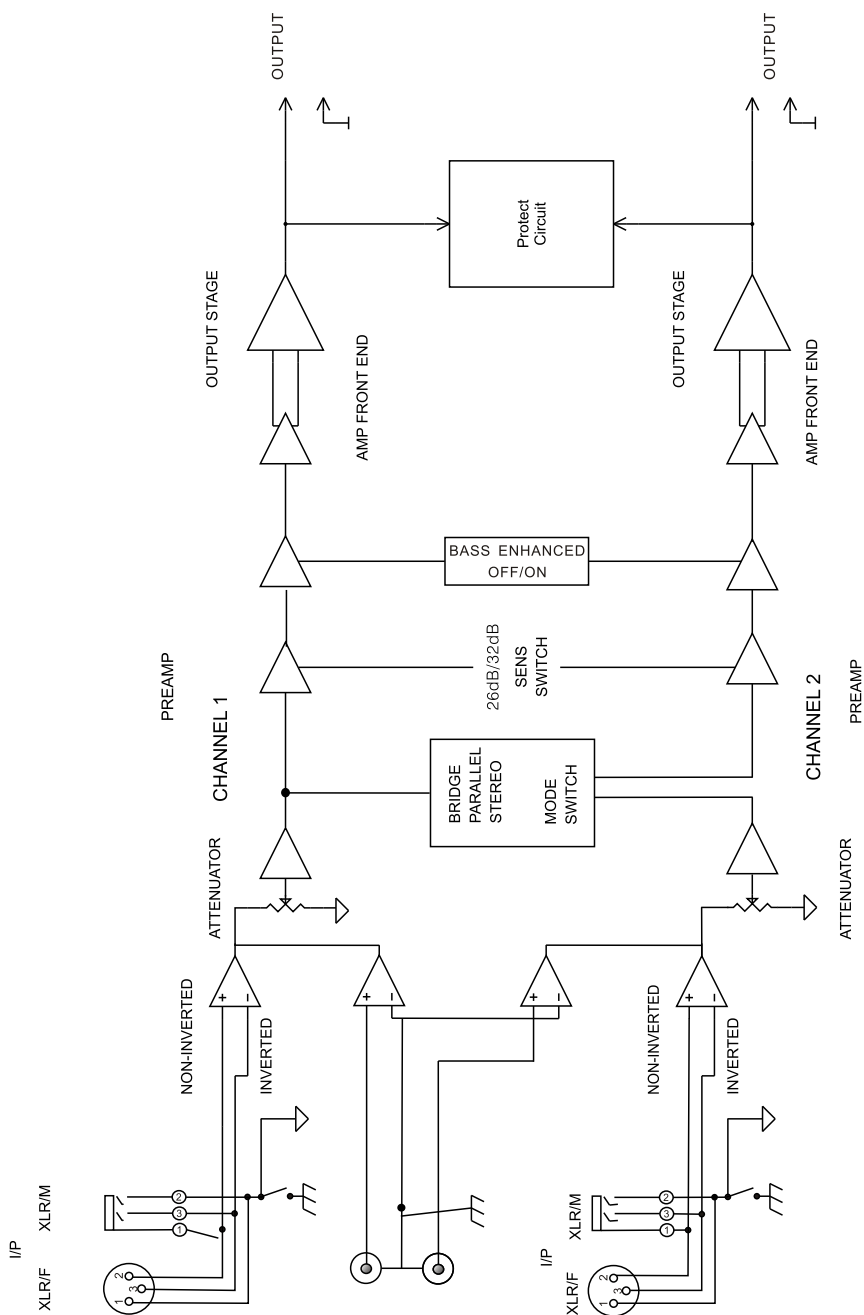 OUTPUT
OUTPUT
Protect
Circuit
OUTPUT STAGE
AMP FRONT END
OUTPUT STAGE
AMP FRONT END
BASS ENHANCED
OFF/ON
PREAMP
CHANNEL 1
26dB/32dB
SENS
SWITCH
CHANNEL 2
PREAMP
BRIDGE
PARALLEL
STEREO
MODE
SWITCH
ATTENUATOR
ATTENUATOR
+
−
+
−
+
−
+
−
NON-INVERTED
INVERTED
NON-INVERTED
INVERTED
I/P
XLR/M
2
3
1
XLR/F
2
3
1
I/P
XLR/M
2
3
1
XLR/F
2
3
1